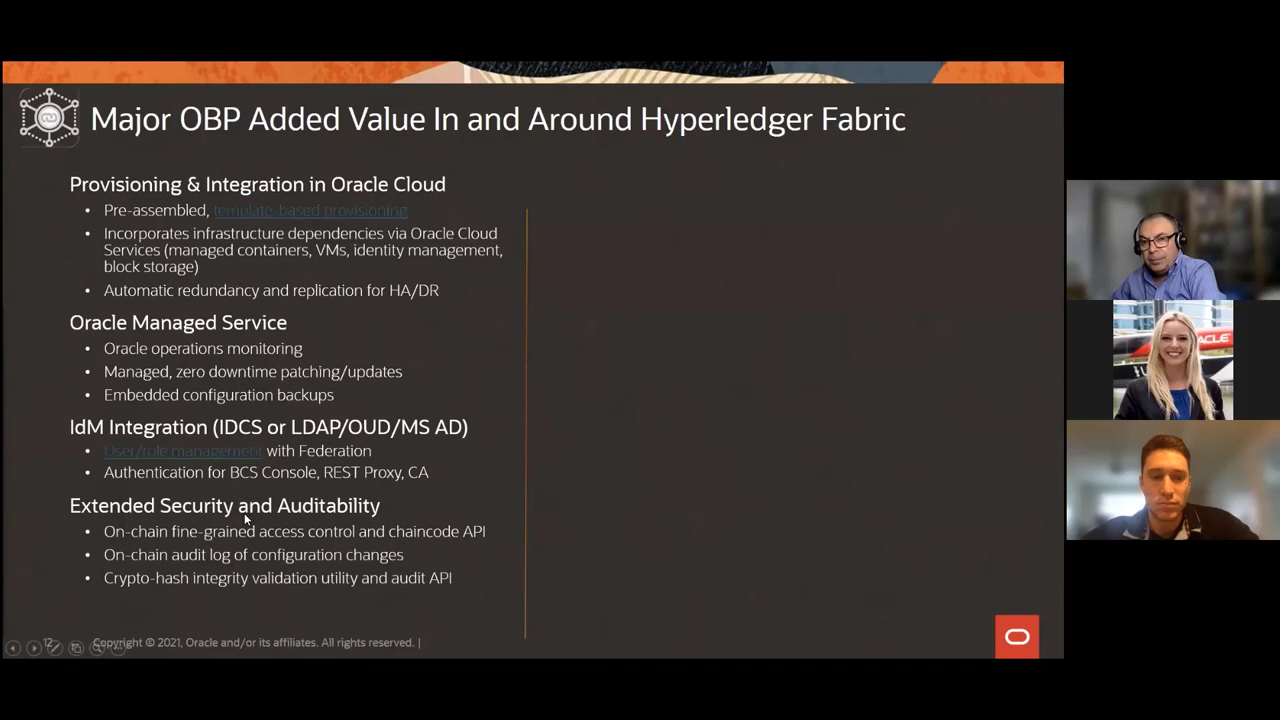 Major OBP Added Value In and Around Hyperledger Fabric
Provisioning & Integration in Oracle Cloud
• Pre-assembled, template-based provisioning
• Incorporates infrastructure dependencies via Oracle Cloud
Services (managed containers, VMs, identity management,
block storage)
• Automatic redundancy and replication for HA/DR
Oracle Managed Service
• Oracle operations monitoring
• Managed, zero downtime patching/updates
• Embedded configuration backups
IdM Integration (IDCS or LDAP/OUD/MS AD)
• User/role management with Federation
• Authentication for BCS Console, REST Proxy, CA
Extended Security and Auditability
• On-chain fine-grained access control and chaincode API
• On-chain audit log of configuration changes
• Crypto-hash integrity validation utility and audit API
12 Copyright © 2021, Oracle and/or its affiliates. All rights reserved. |